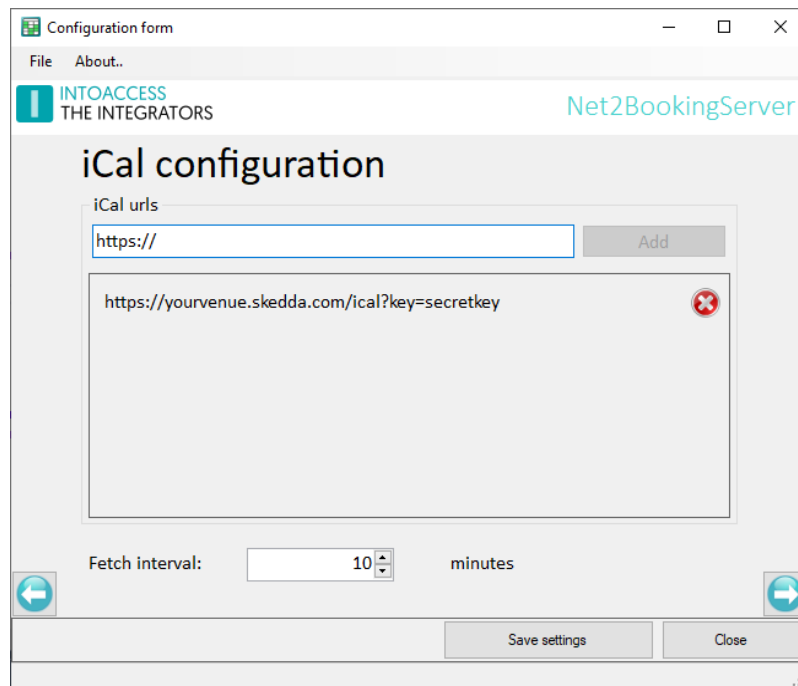 Configuration form
File About..
INTOACCESS
THE INTEGRATORS
Net2BookingServer
iCal configuration
iCal urls
https://
Add
https://yourvenue.skedda.com/ical?key=secretkey
Fetch interval: 10 minutes
Save settings Close